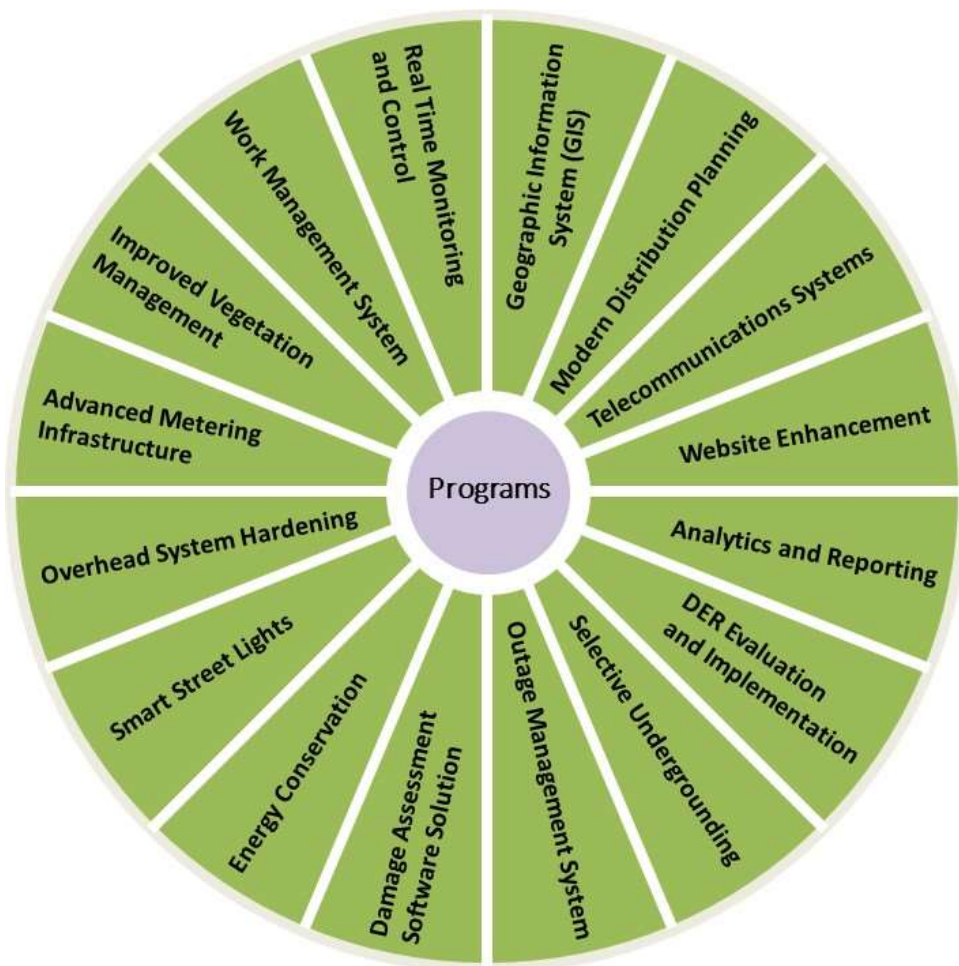 Programs
Geographic Information
System (GIS)
Modern Distribution Planning
Telecommunications Systems
Website Enhancement
Analytics and Reporting
DER Evaluation
and Implementation
Selective Undergrounding
Outage Management System
Damage Assessment
Software Solution
Energy Conservation
Smart Street Lights
Overhead System Hardening
Advanced Metering
Infrastructure
Improved Vegetation
Management
Work Management System
Real Time Monitoring
and Control